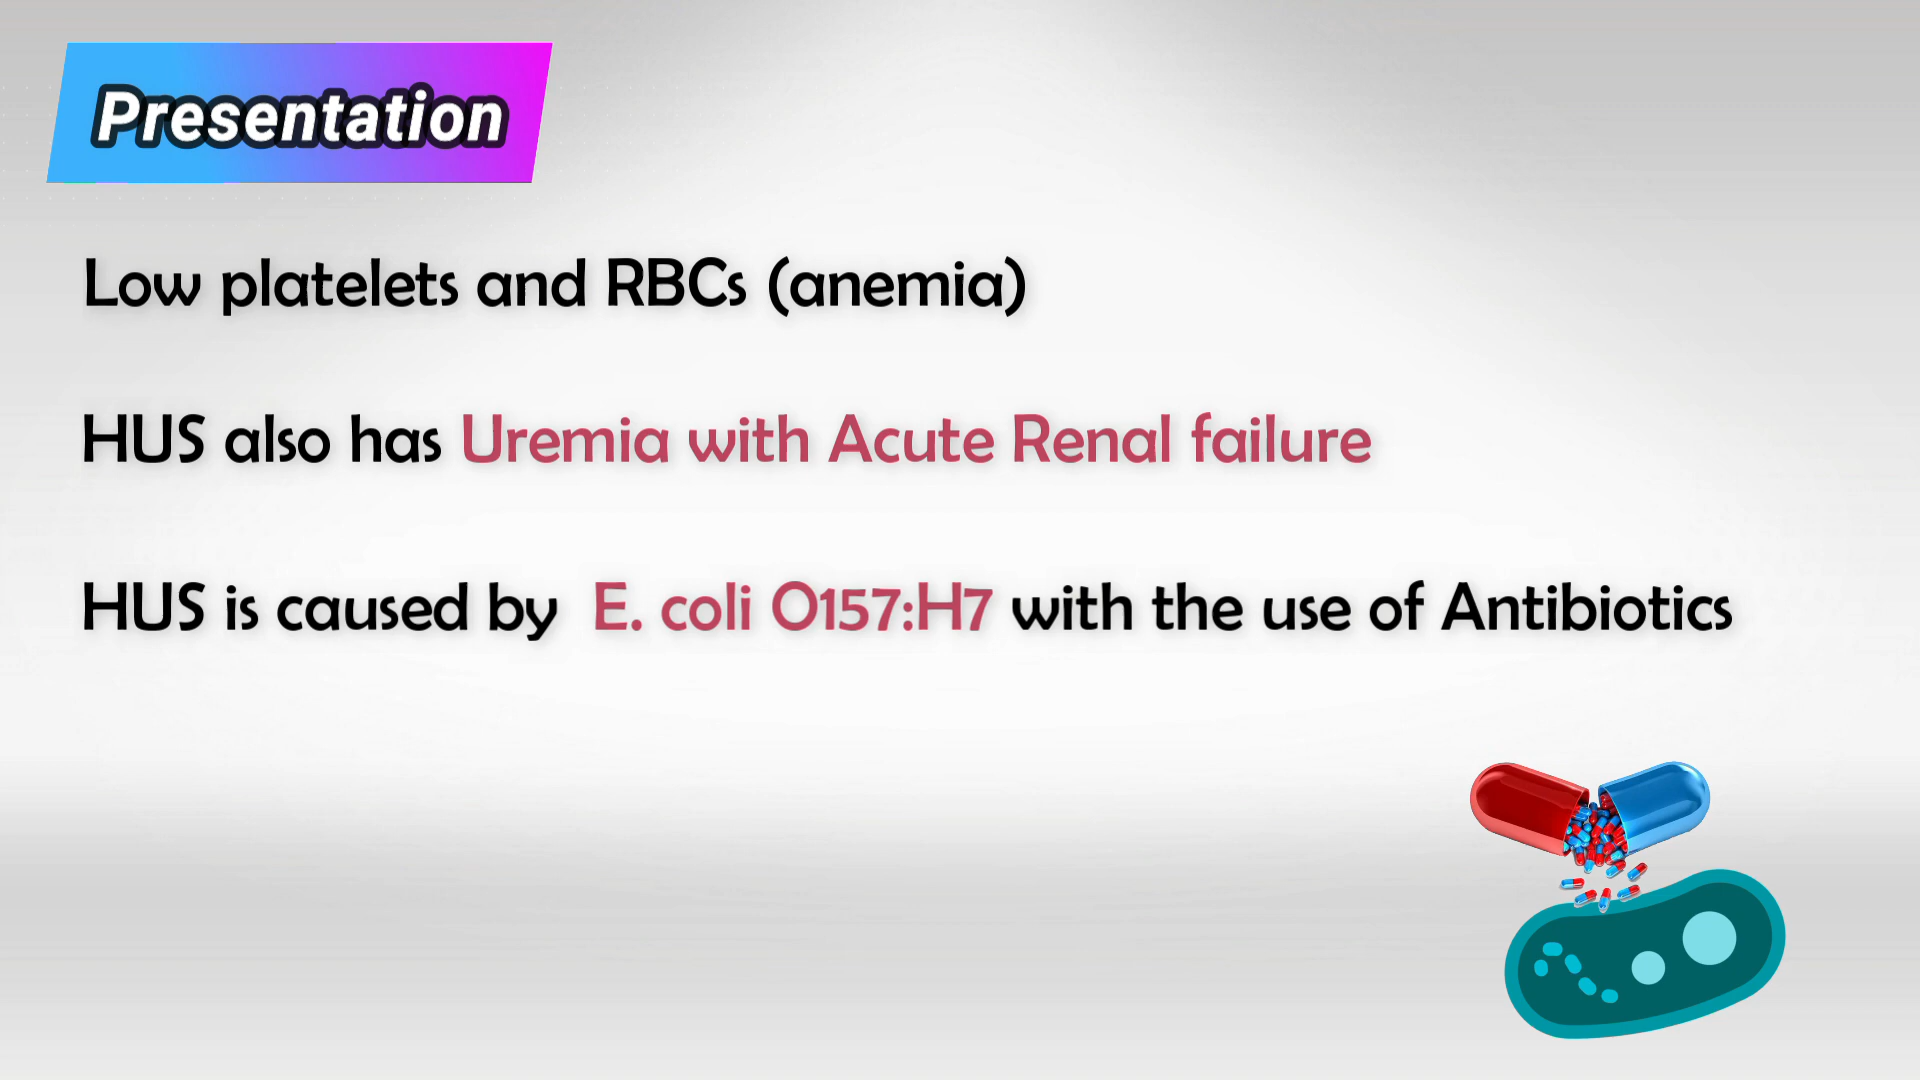 Presentation
Low platelets and RBCs (anemia)
HUS also has Uremia with Acute Renal failure
HUS is caused by E. coli O157:H7 with the use of Antibiotics